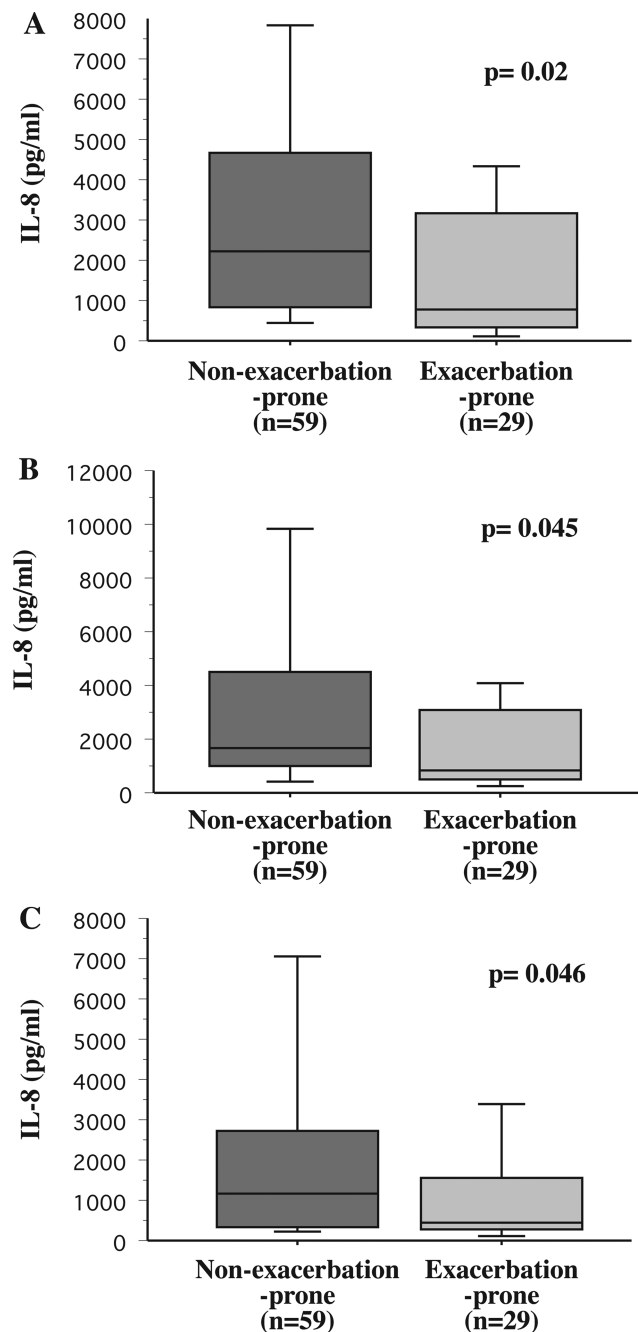 A
IL-8 (pg/ml)
8000
7000
6000
5000
4000
3000
2000
1000
0
p= 0.02
Non-exacerbation
-prone
(n=59)
Exacerbation
-prone
(n=29)
B
IL-8 (pg/ml)
12000
10000
8000
6000
4000
2000
0
p= 0.045
Non-exacerbation
-prone
(n=59)
Exacerbation
-prone
(n=29)
C
IL-8 (pg/ml)
8000
7000
6000
5000
4000
3000
2000
1000
0
p= 0.046
Non-exacerbation
-prone
(n=59)
Exacerbation
-prone
(n=29)